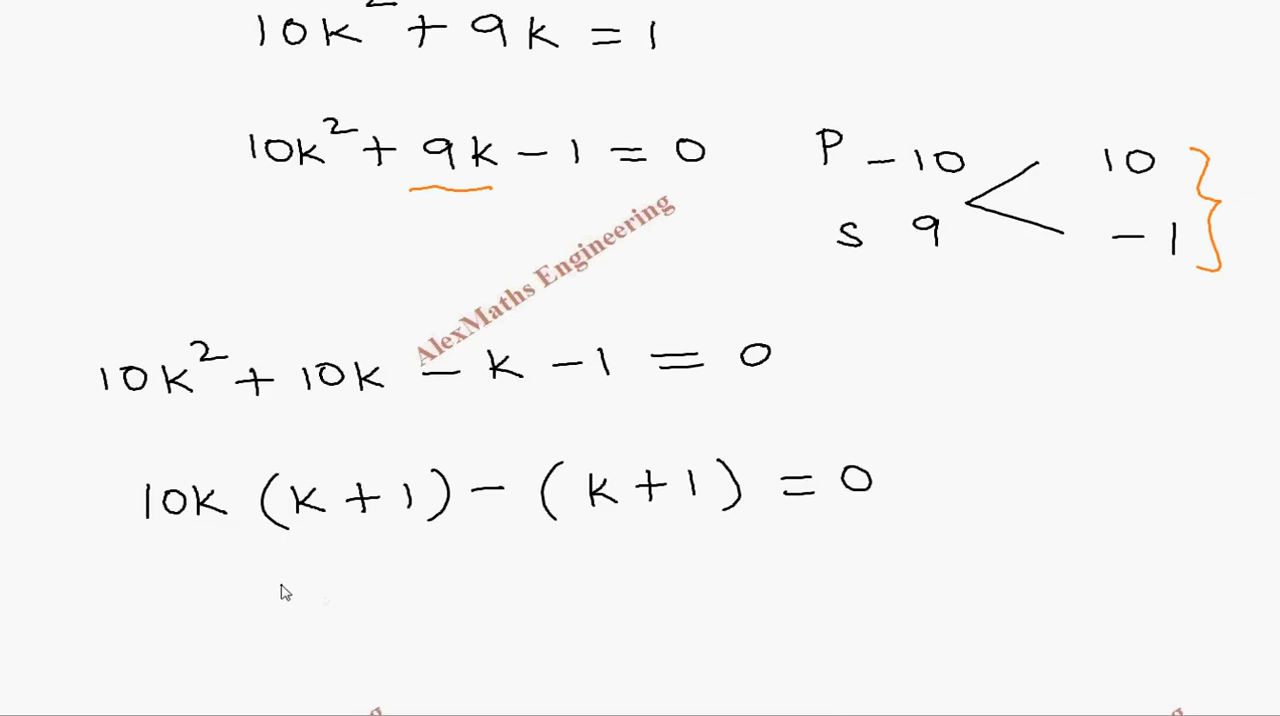 10k² + 9k = 1
10k² + 9k - 1 = 0
P -10 10
S 9 -1
AlexMaths Engineering
10k² + 10k - k - 1 = 0
10k (k + 1) - (k + 1) = 0